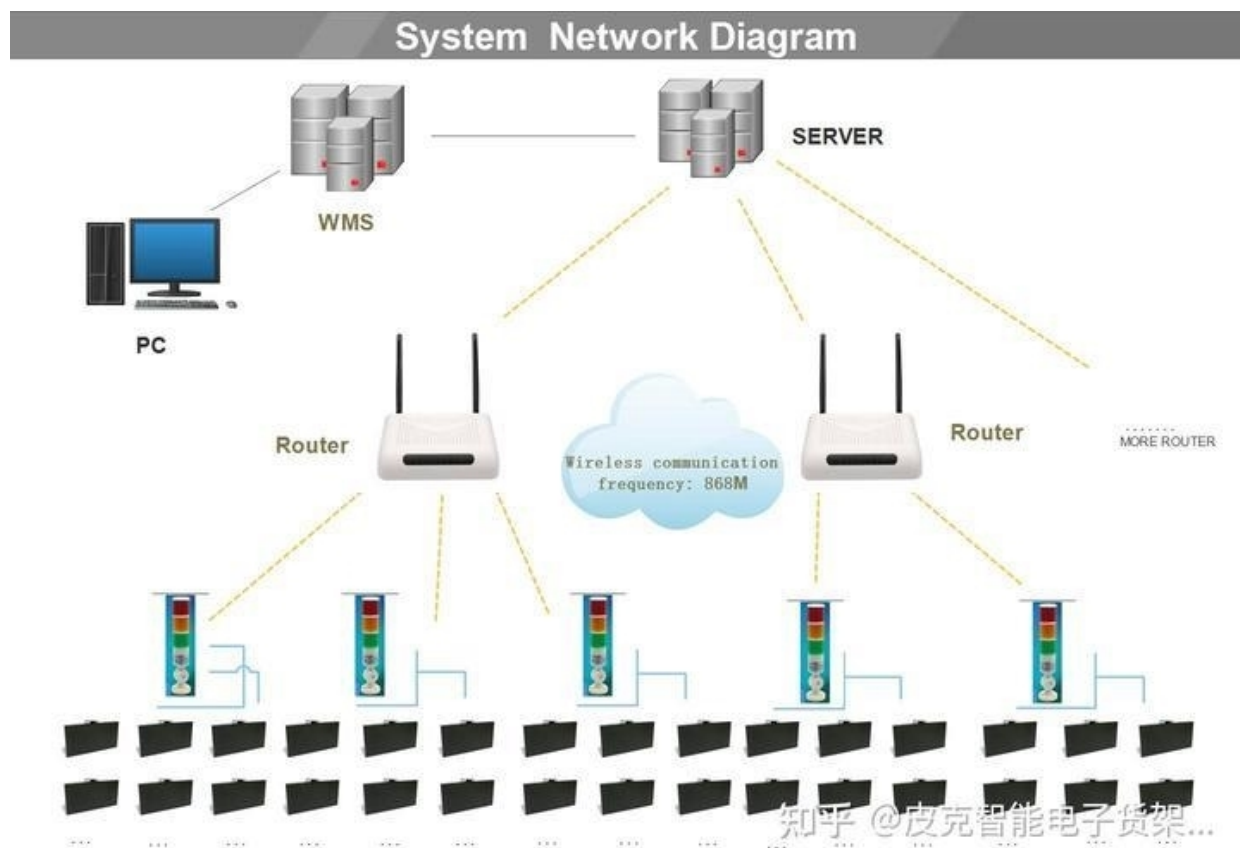 System Network Diagram
SERVER
WMS
PC
Router
Router
.......
MORE ROUTER
Wireless communication
frequency: 868M
知乎 @皮克智能电子货架...
... ... ... ... ... ... ... ... ... ... ... ... ... ... ...